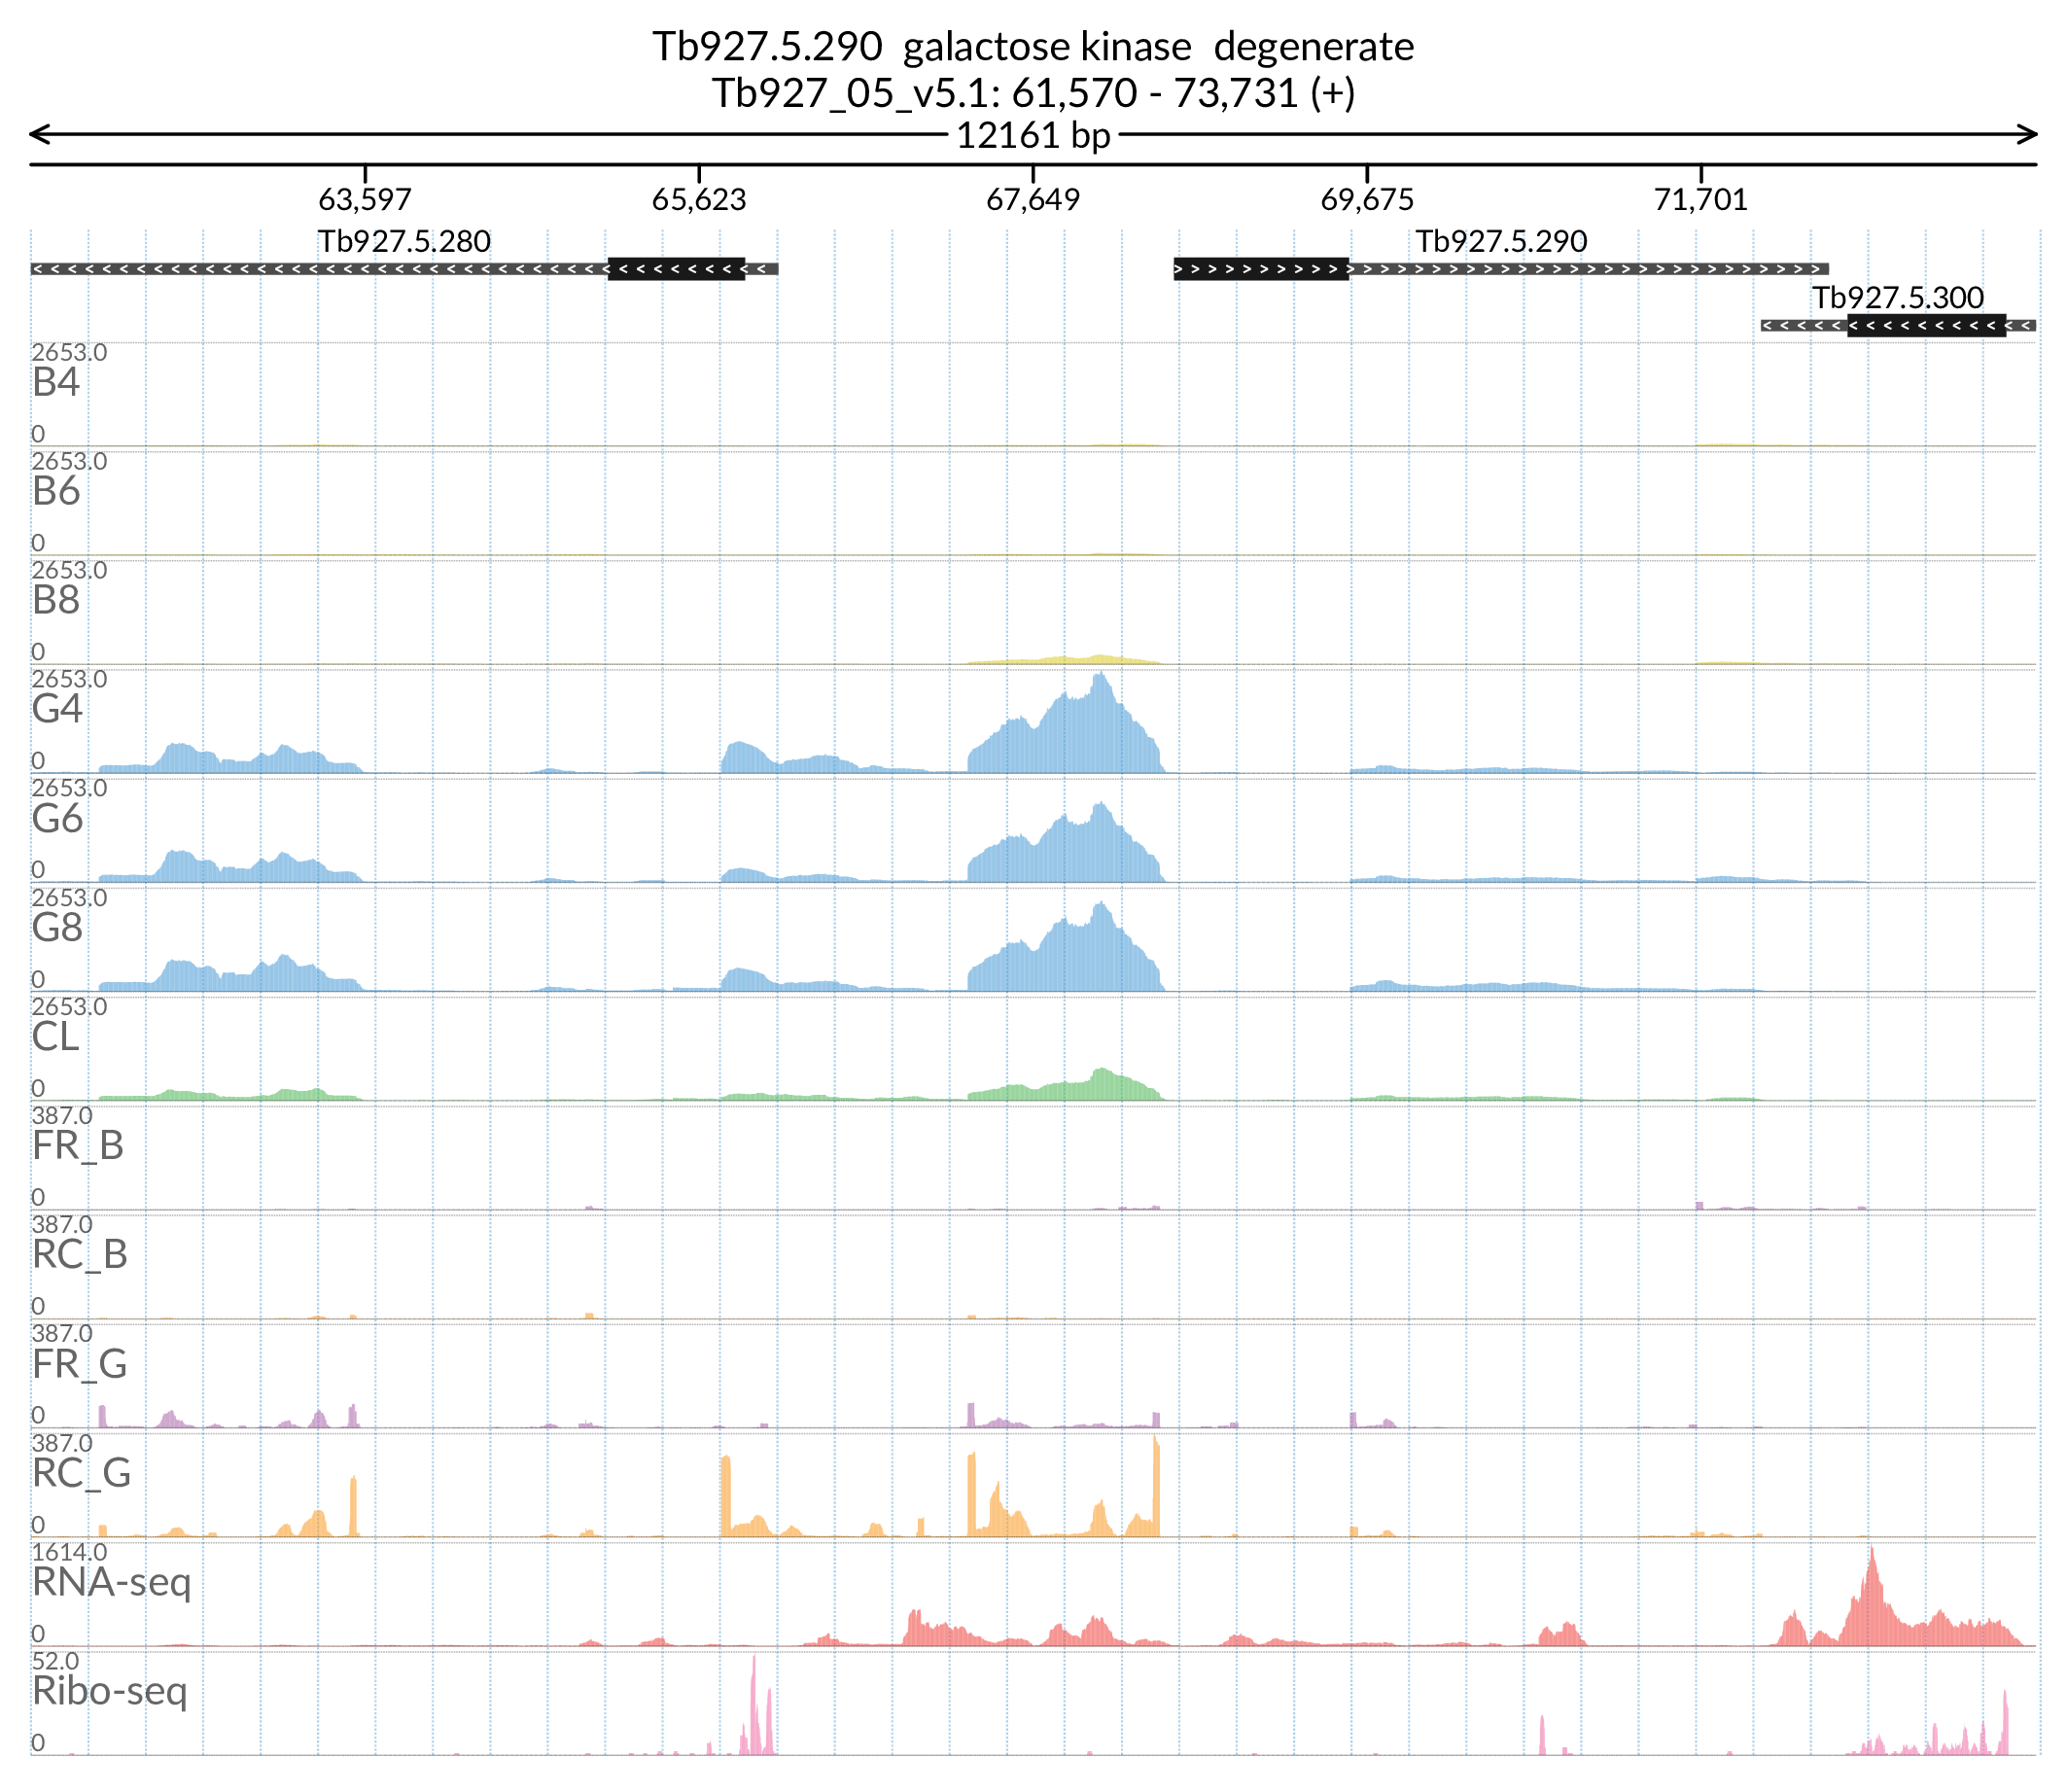 Tb927.5.290 galactose kinase degenerate
Tb927_05_v5.1: 61,570 - 73,731 (+)
12161 bp
63,597 65,623 67,649 69,675 71,701
Tb927.5.280 Tb927.5.290
Tb927.5.300
2653.0
B4
0
2653.0
B6
0
2653.0
B8
0
2653.0
G4
0
2653.0
G6
0
2653.0
G8
0
2653.0
CL
0
387.0
FR_B
0
387.0
RC_B
0
387.0
FR_G
0
387.0
RC_G
0
1614.0
RNA-seq
0
52.0
Ribo-seq
0